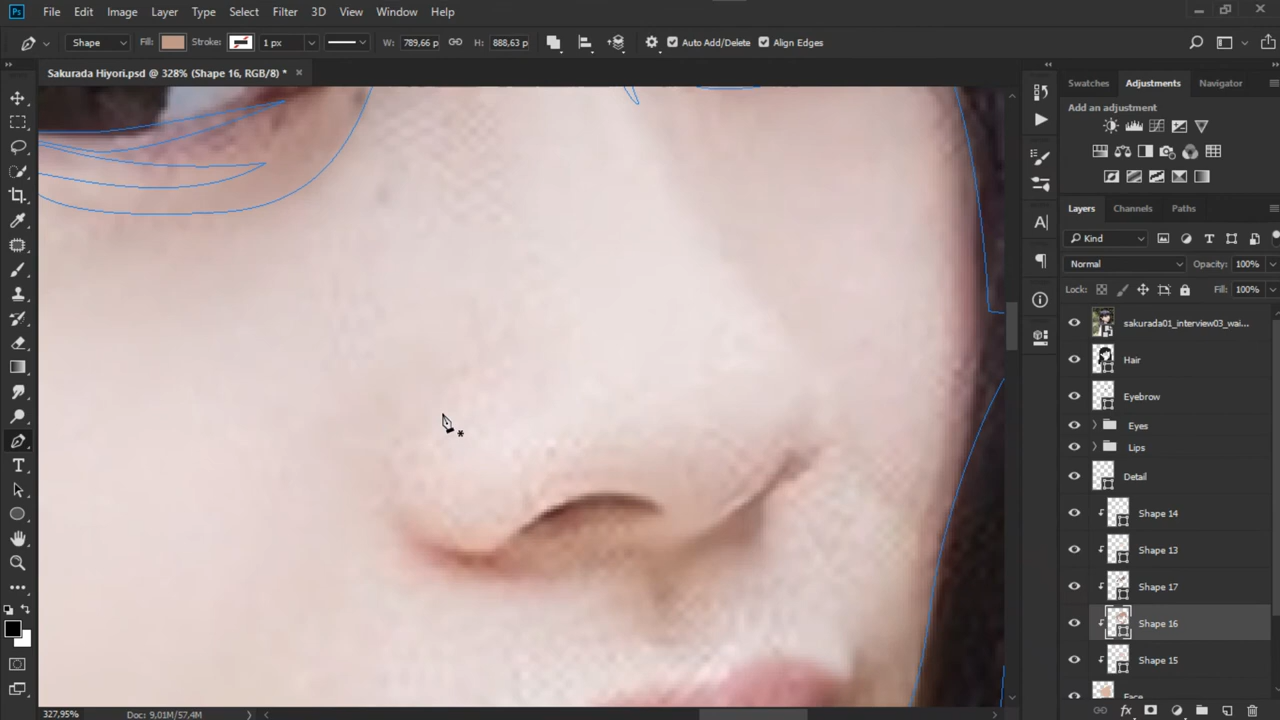 Ps File Edit Image Layer Type Select Filter 3D View Window Help
Shape Fill: Stroke: 1 px W: 789,66 p H: 888,63 p Auto Add/Delete Align Edges
Sakurada Hiyori.psd @ 328% (Shape 16, RGB/8) *
Swatches Adjustments Navigator
Add an adjustment
Layers Channels Paths
Kind
Normal Opacity: 100%
Lock: Fill: 100%
sakurada01_interview03_wai...
Hair
Eyebrow
Eyes
Lips
Detail
Shape 14
Shape 13
Shape 17
Shape 16
Shape 15
Face
327,95% Doc: 9,01M/57,4M